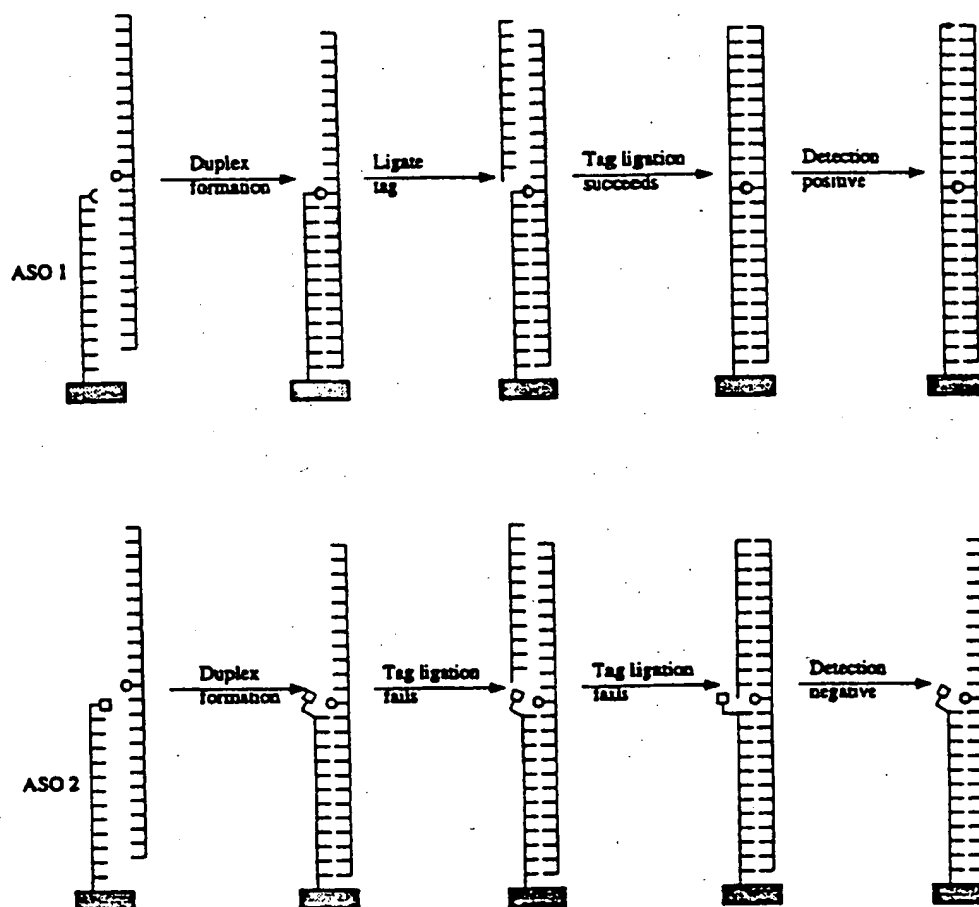 Duplex
formation
Ligate
tag
Tag ligation
succeeds
Detection
positive
ASO 1
Duplex
formation
Tag ligation
fails
Tag ligation
fails
Detection
negative
ASO 2